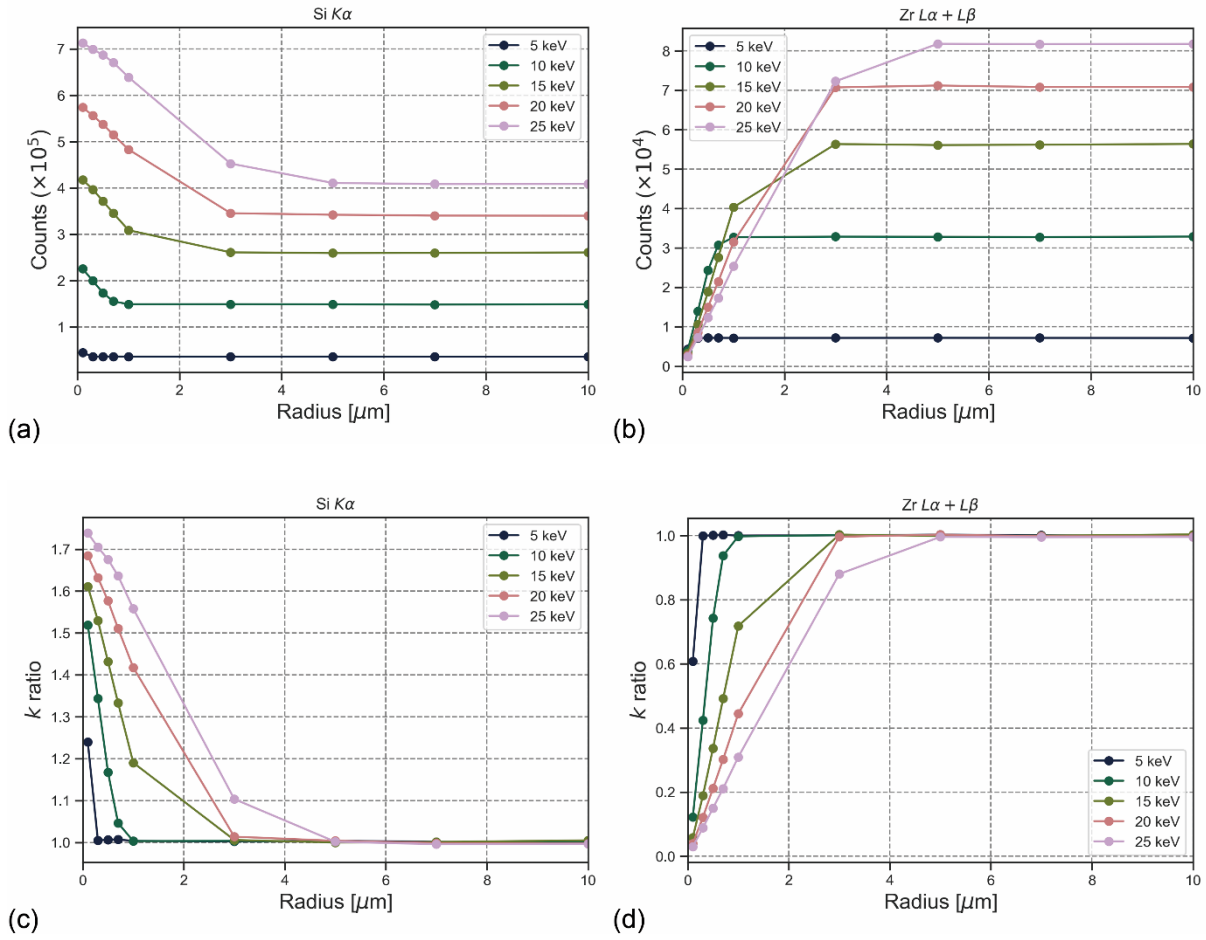 Si Kα
Counts (×10⁵)
7
6
5
4
3
2
1
5 keV
10 keV
15 keV
20 keV
25 keV
0 2 4 6 8 10
Radius [μm]
(a)
Zr Lα + Lβ
Counts (×10⁴)
8
7
6
5
4
3
2
1
0
5 keV
10 keV
15 keV
20 keV
25 keV
0 2 4 6 8 10
Radius [μm]
(b)
Si Kα
k ratio
1.7
1.6
1.5
1.4
1.3
1.2
1.1
1.0
5 keV
10 keV
15 keV
20 keV
25 keV
0 2 4 6 8 10
Radius [μm]
(c)
Zr Lα + Lβ
k ratio
1.0
0.8
0.6
0.4
0.2
0.0
5 keV
10 keV
15 keV
20 keV
25 keV
0 2 4 6 8 10
Radius [μm]
(d)